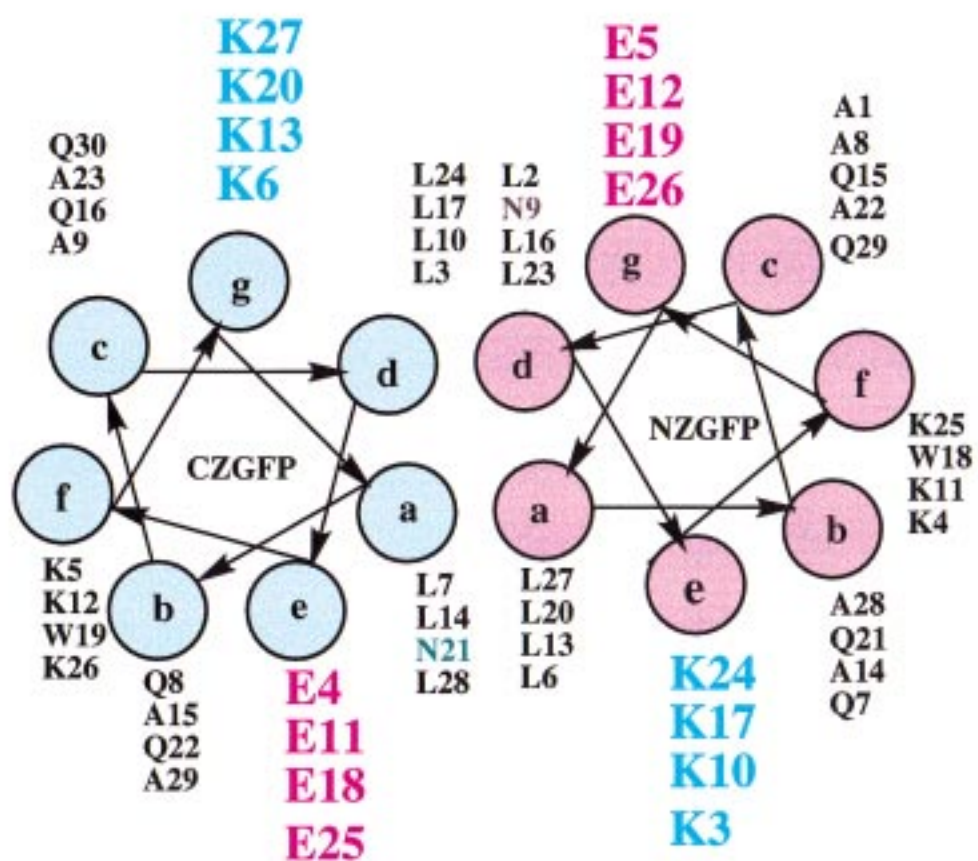 K27
K20
K13
K6
E5
E12
E19
E26
Q30
A23
Q16
A9
L24
L17
L10
L3
L2
N9
L16
L23
A1
A8
Q15
A22
Q29
g
c
d
f
a
b
e
CZGFP
g
c
d
f
a
b
e
NZGFP
K25
W18
K11
K4
K5
K12
W19
K26
Q8
A15
Q22
A29
E4
E11
E18
E25
L7
L14
N21
L28
L27
L20
L13
L6
K24
K17
K10
K3
A28
Q21
A14
Q7